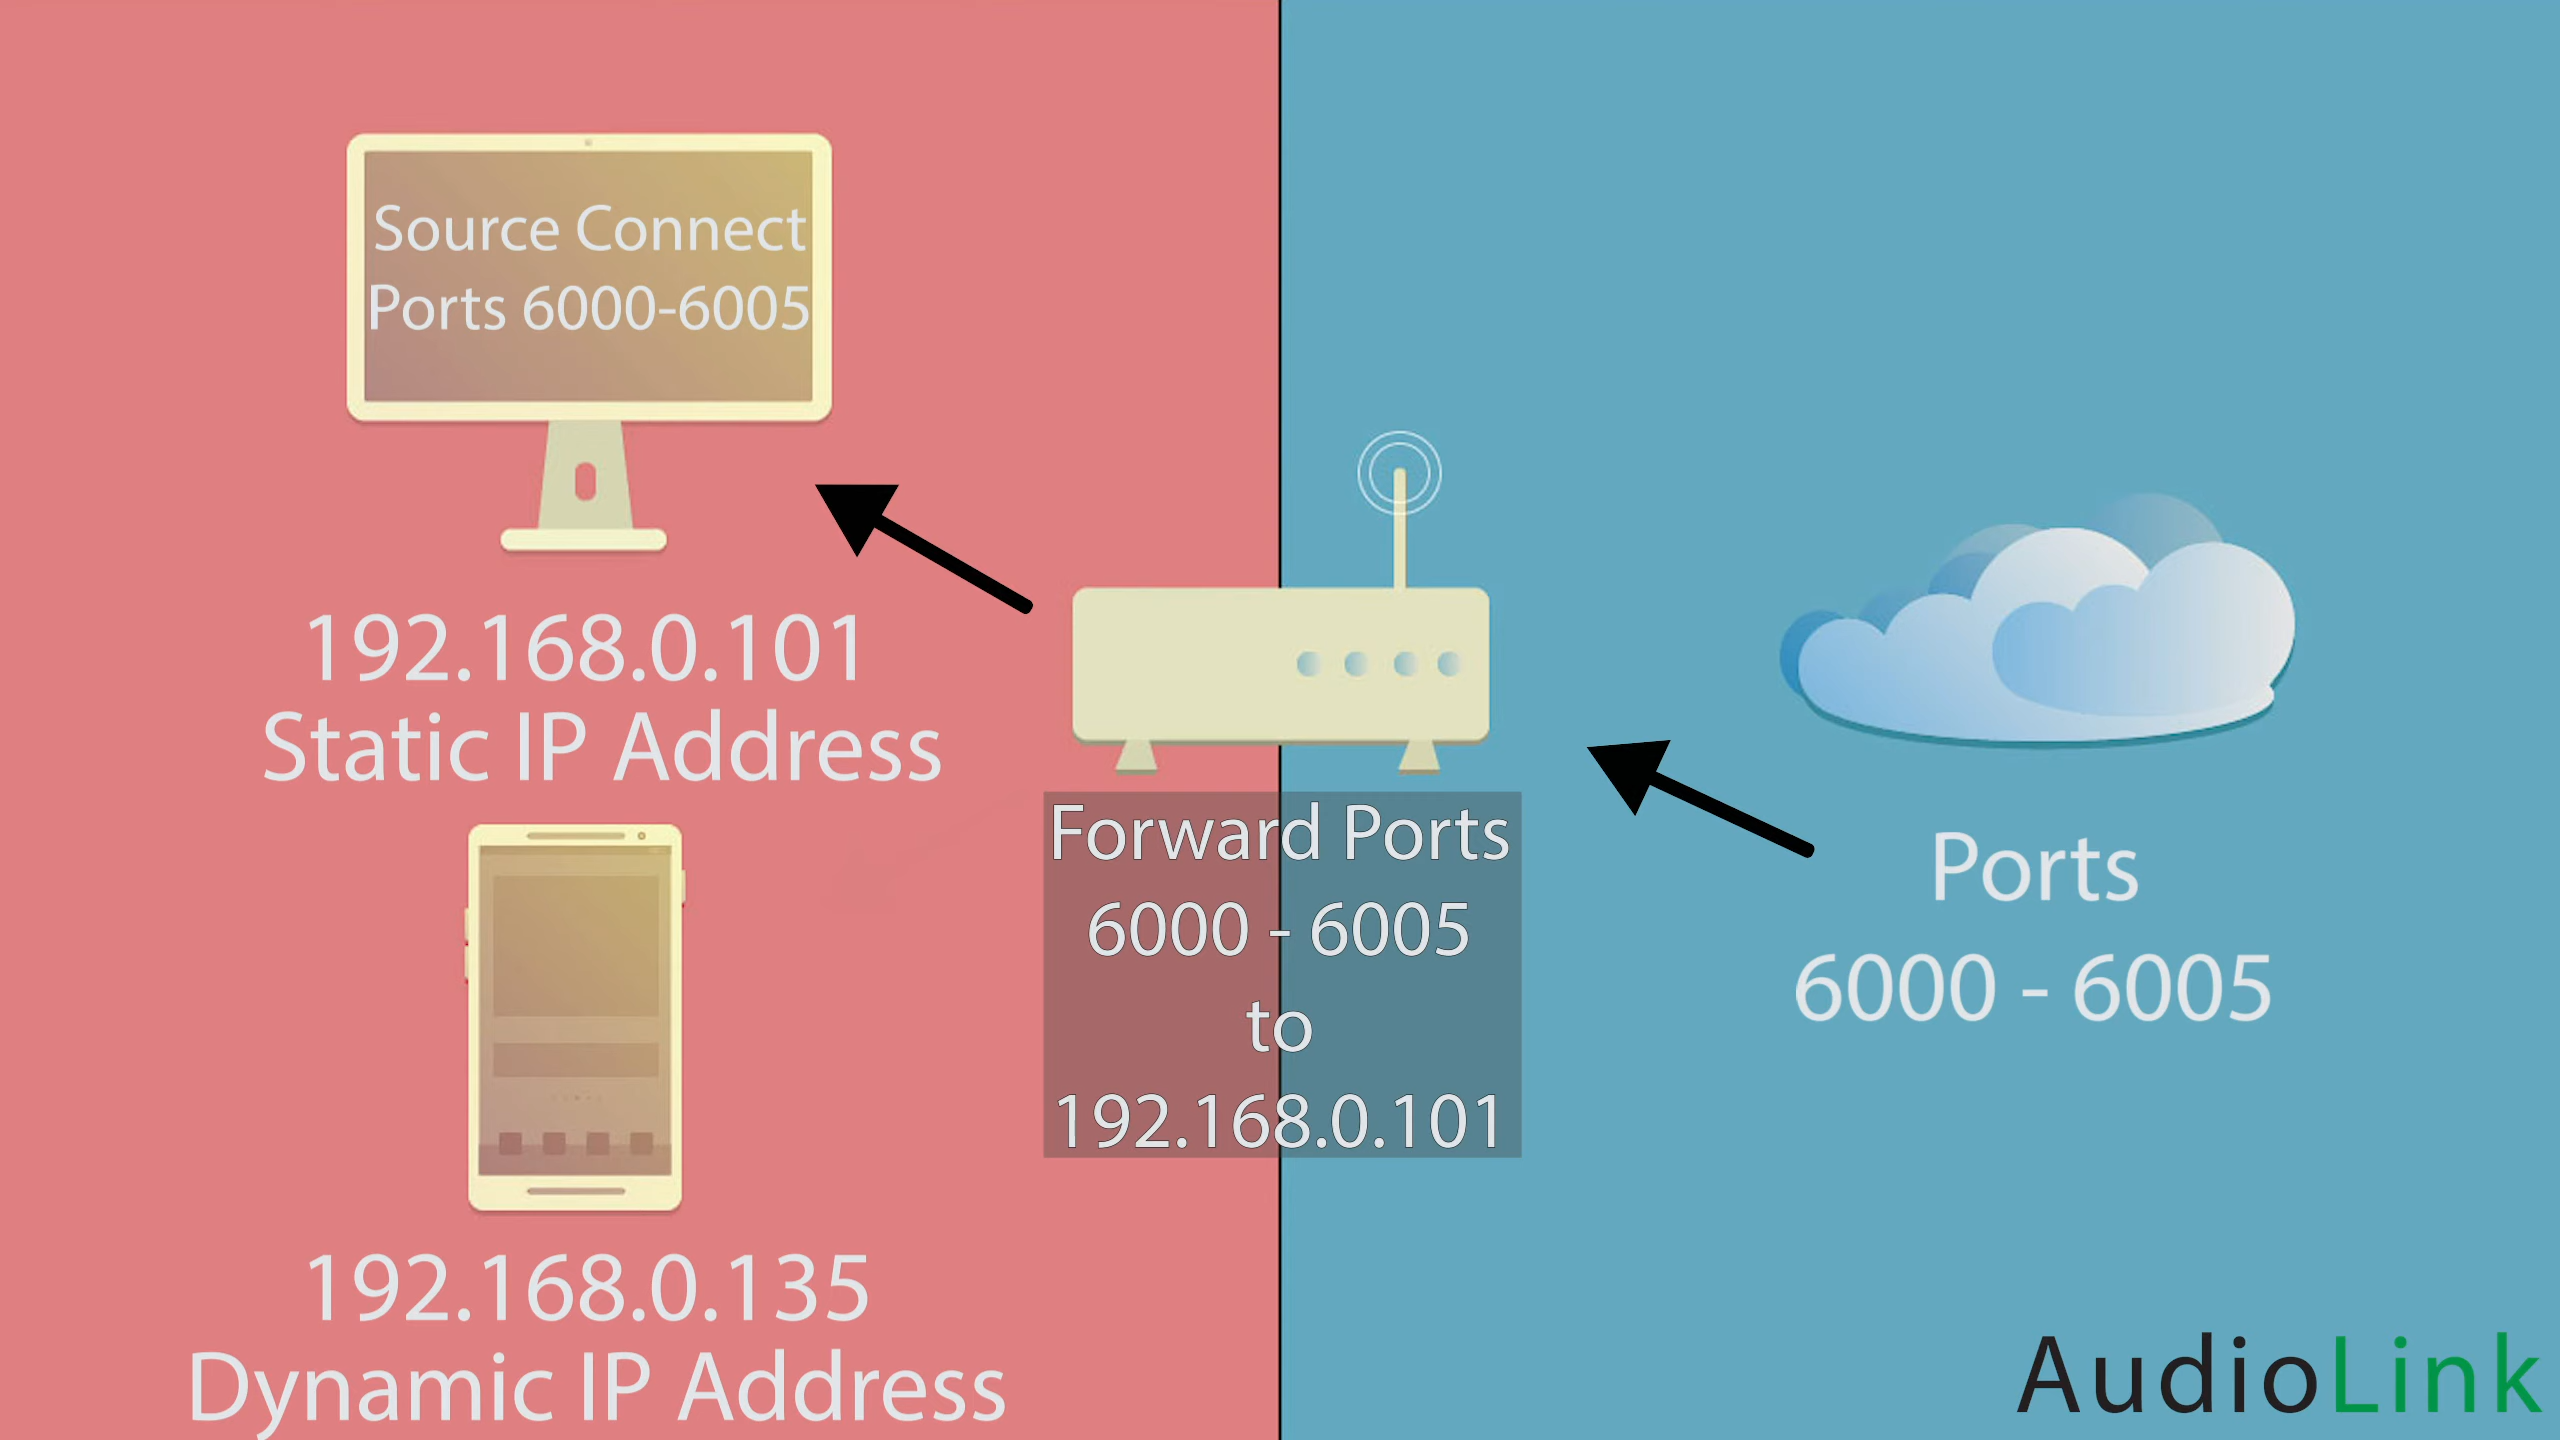 Source Connect
Ports 6000-6005
192.168.0.101
Static IP Address
192.168.0.135
Dynamic IP Address
Forward Ports
6000 - 6005
to
192.168.0.101
Ports
6000 - 6005
AudioLink